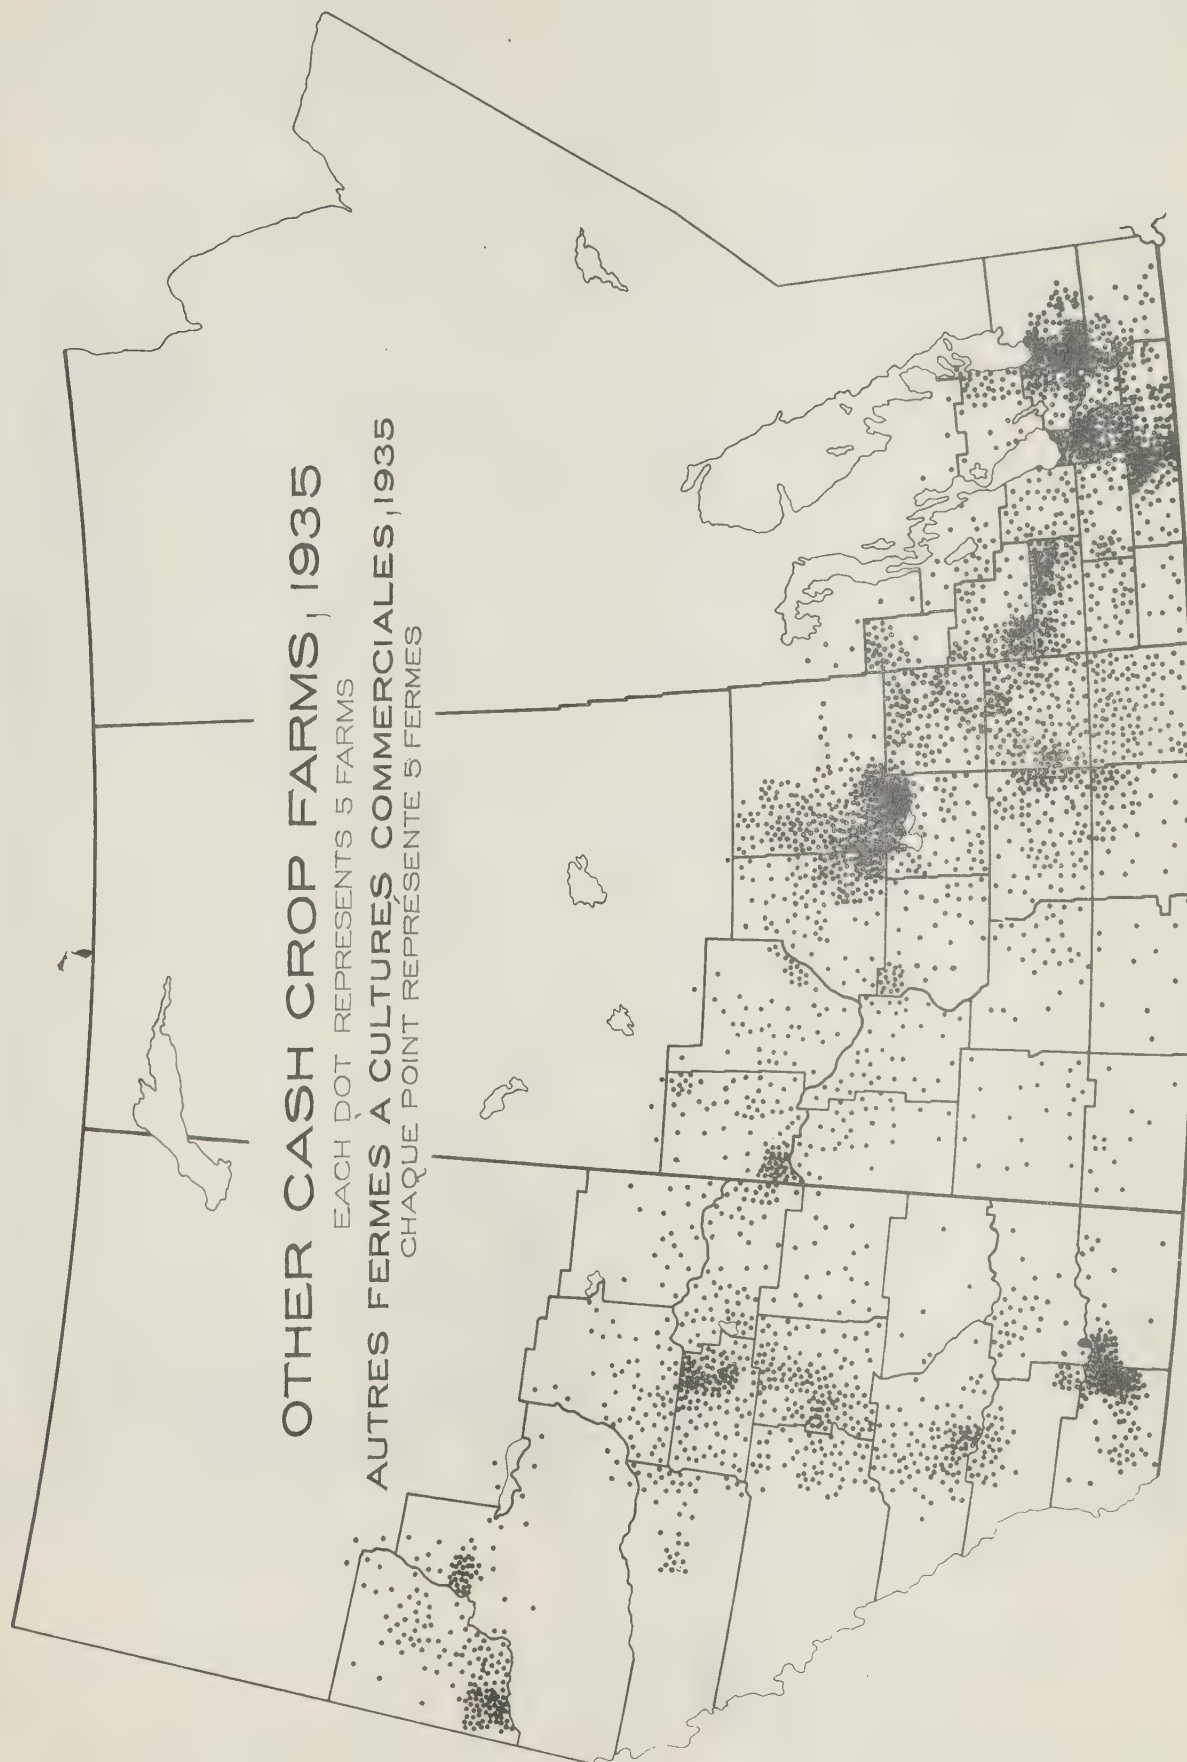 OTHER CASH CROP FARMS, 1935
EACH DOT REPRESENTS 5 FARMS
AUTRES FERMES À CULTURES COMMERCIALES, 1935
CHAQUE POINT REPRÉSENTE 5 FERMES